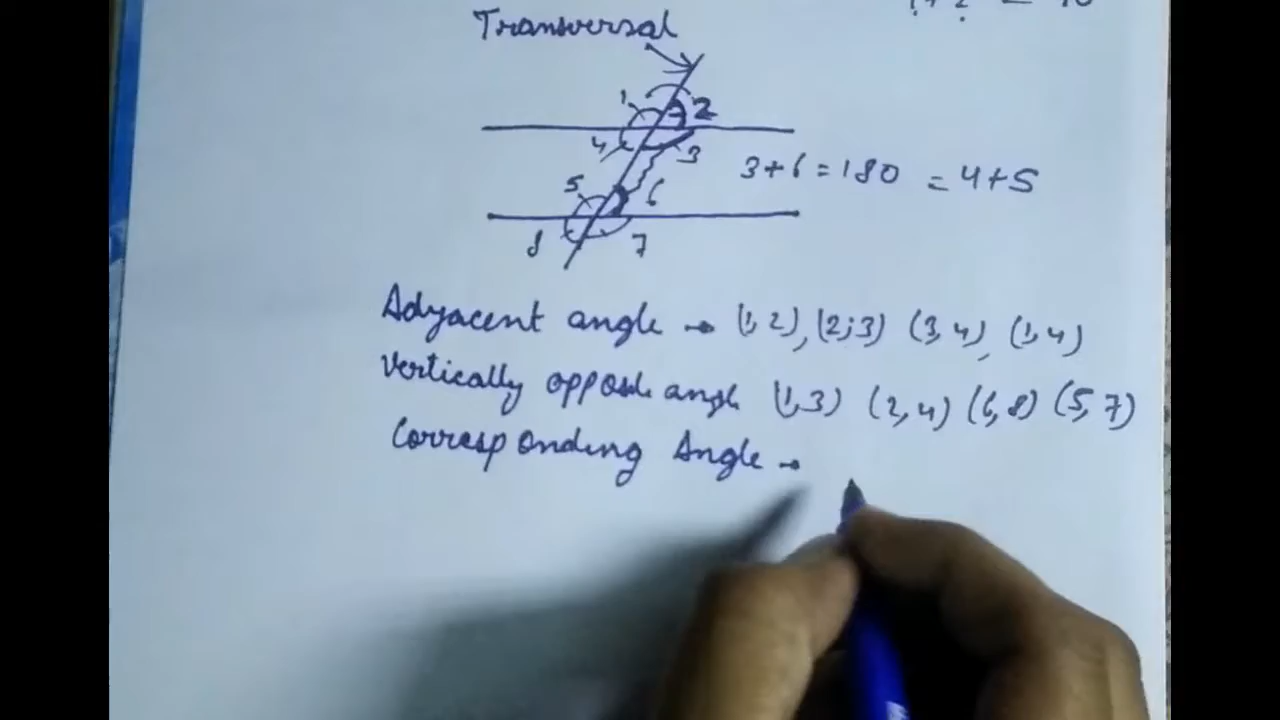 Transversal
1 2
4 3
3+6=180 = 4+5
5 6
8 7
Adyacent angle → (1, 2), (2, 3) (3, 4), (1, 4)
Vertically opposite angle (1, 3) (2, 4) (6, 8) (5, 7)
Corresponding Angle →